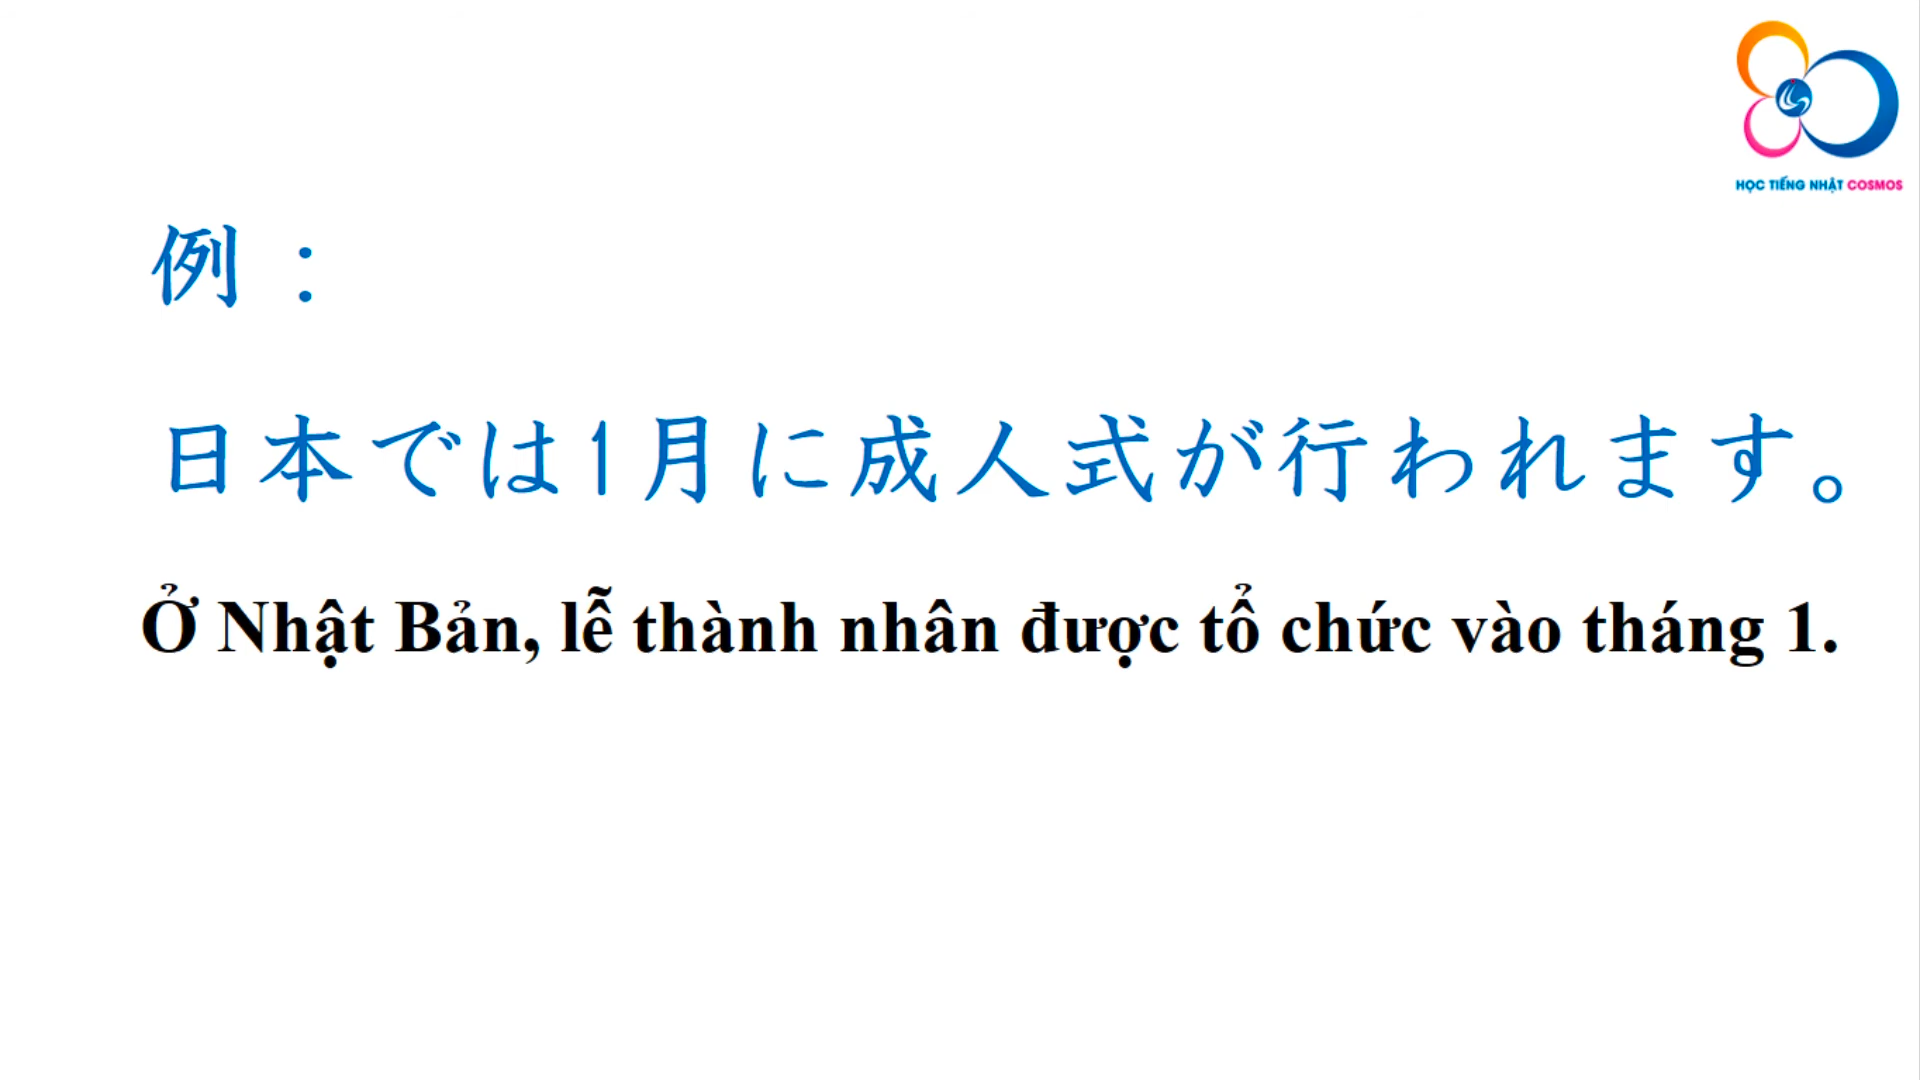 HỌC TIẾNG NHẬT COSMOS
例：
日本では1月に成人式が行われます。
Ở Nhật Bản, lễ thành nhân được tổ chức vào tháng 1.